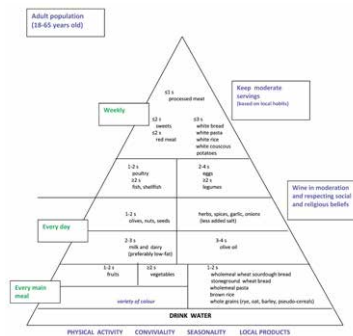 Adult population
(18-65 years old)
≤1 s
processed meat
Weekly
Keep moderate
servings
(based on local habits)
≤2 s
sweets
≤2 s
red meat
≤3 s
white bread
white pasta
white rice
white couscous
potatoes
1-2 s
poultry
≥2 s
fish, shellfish
2-4 s
eggs
≥2 s
legumes
Wine in moderation
and respecting social
and religious beliefs
Every day
1-2 s
olives, nuts, seeds
herbs, spices, garlic, onions
(less added salt)
2-3 s
milk and dairy
(preferably low-fat)
3-4 s
olive oil
Every main
meal
1-2 s
fruits
≥2 s
vegetables
variety of colour
1-2 s
wholemeal wheat sourdough bread
stoneground wheat bread
wholemeal pasta
brown rice
whole grains (rye, oat, barley, pseudo-cereals)
DRINK WATER
PHYSICAL ACTIVITY CONVIVIALITY SEASONALITY LOCAL PRODUCTS